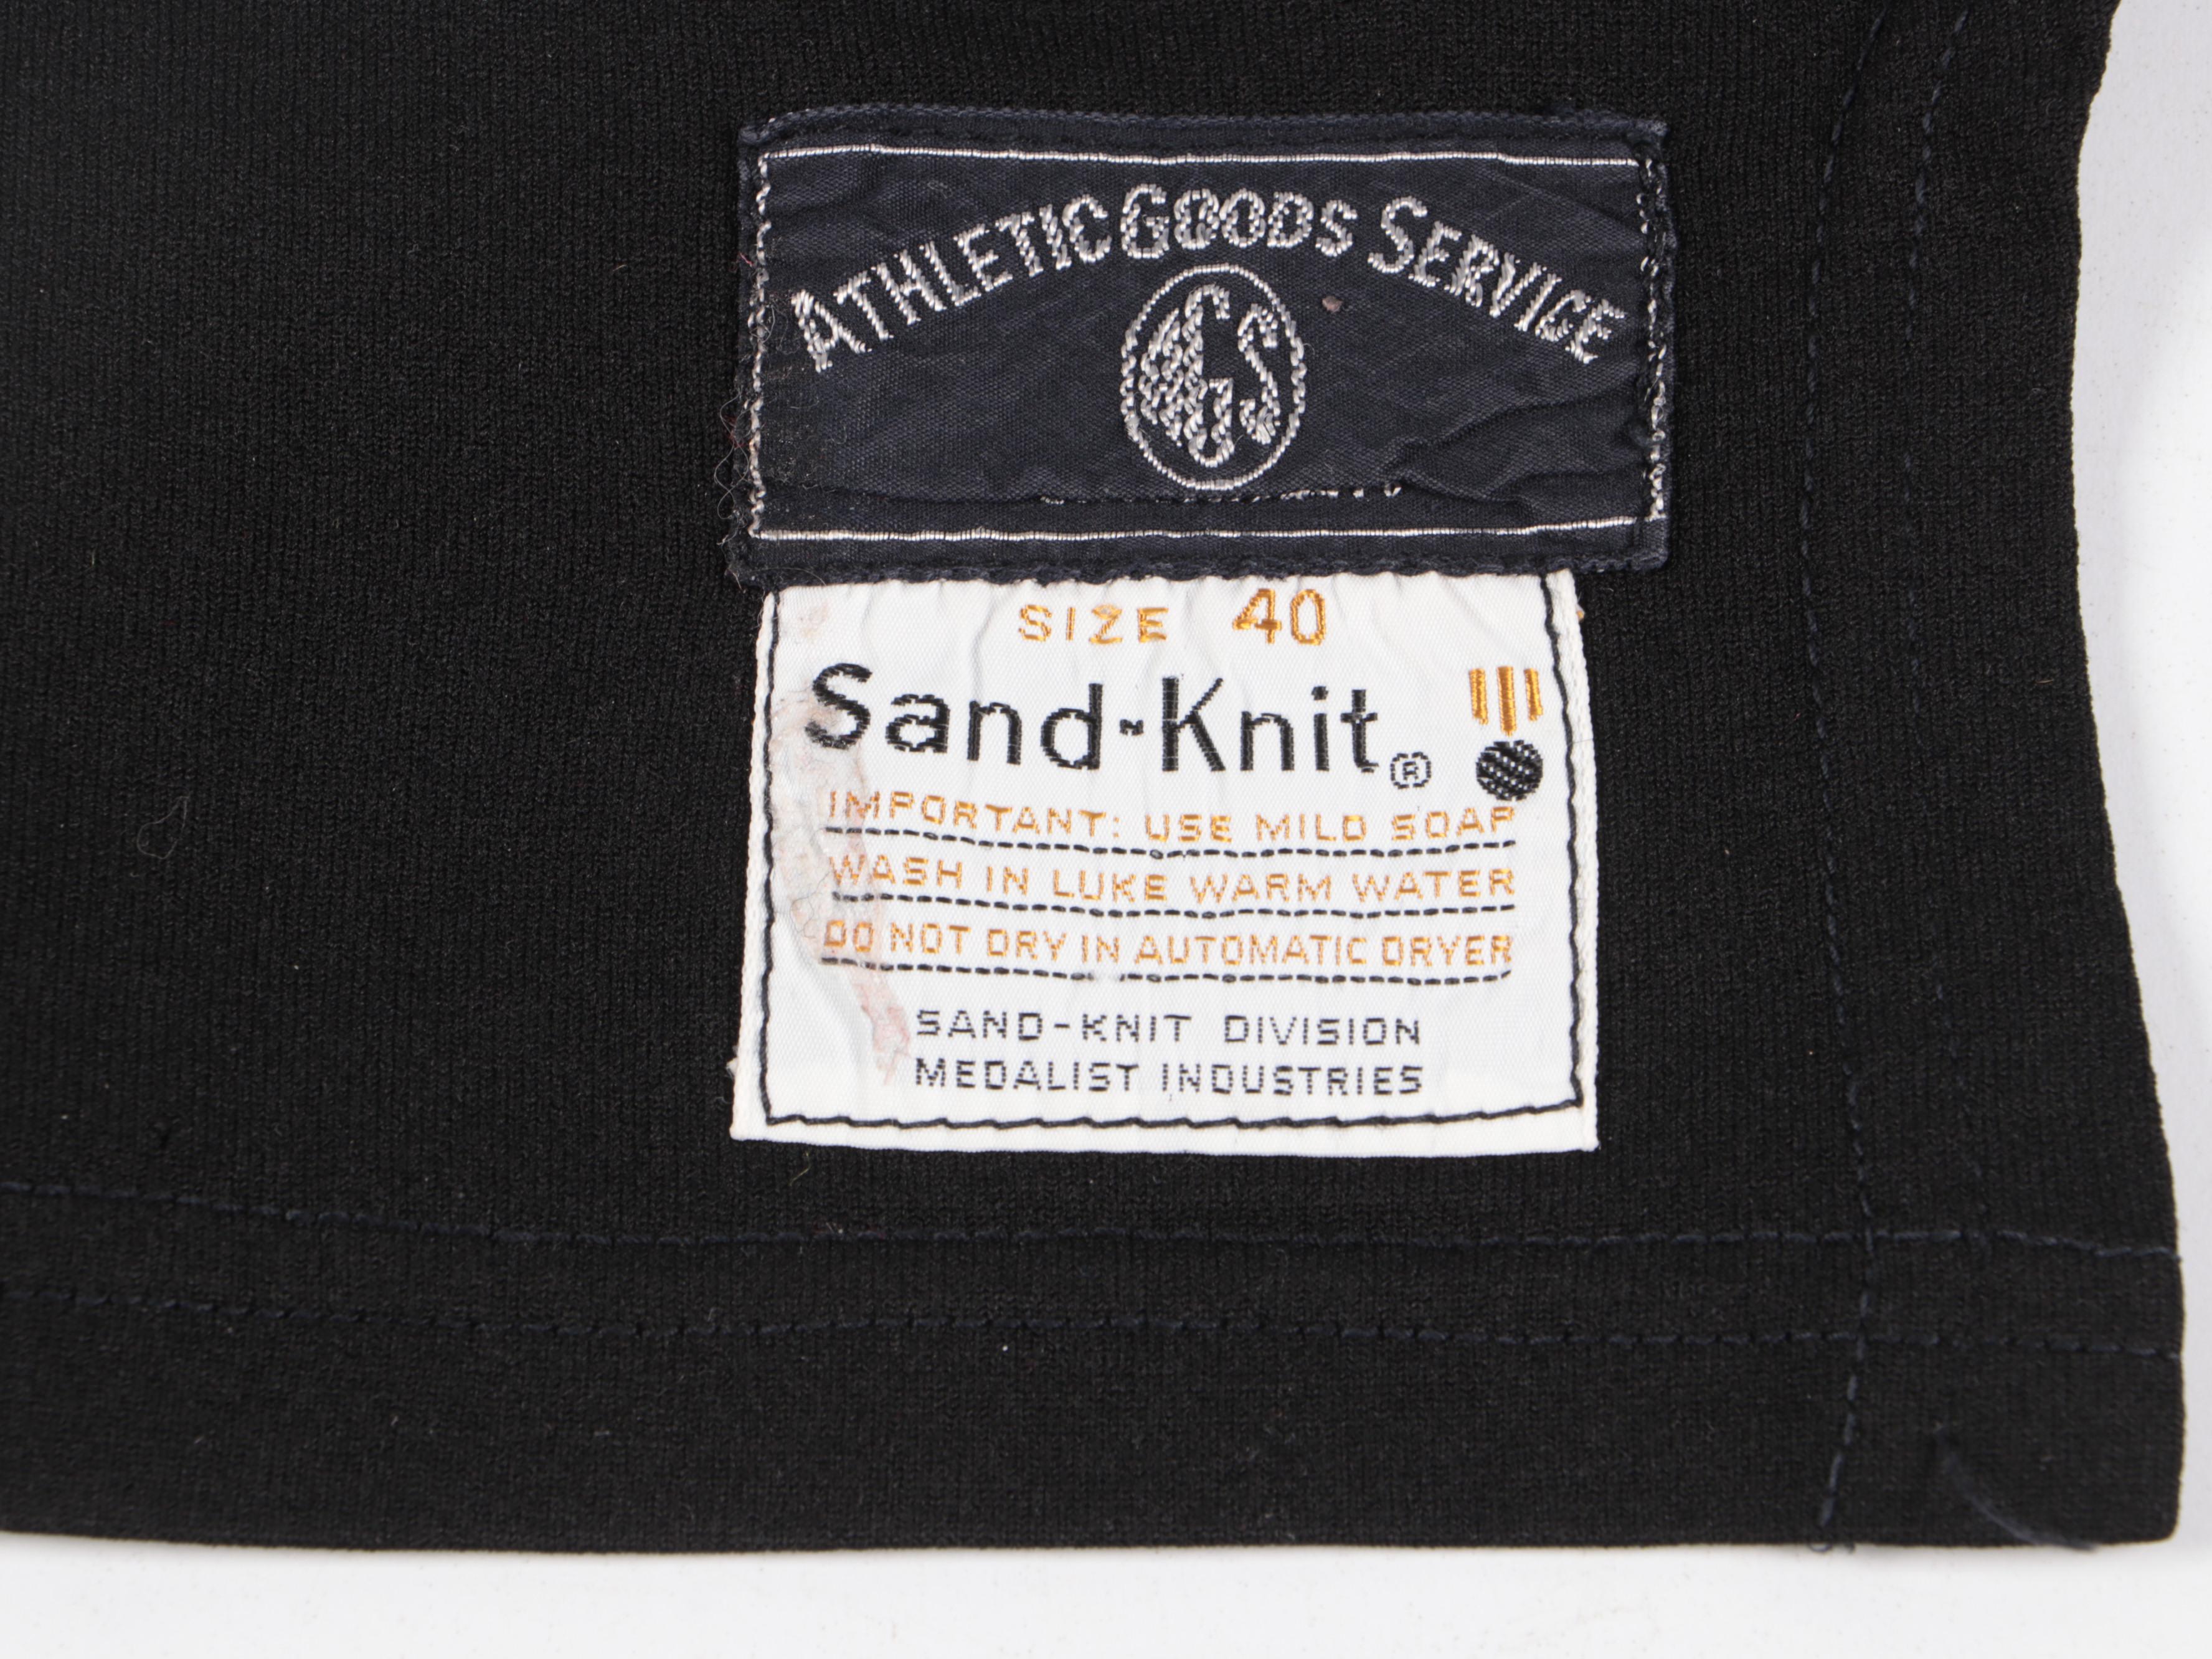 ATHLETIC GOODS SERVICE
AGS
SIZE 40
Sand-Knit®
IMPORTANT: USE MILD SOAP
WASH IN LUKE WARM WATER
DO NOT DRY IN AUTOMATIC DRYER
SAND-KNIT DIVISION
MEDALIST INDUSTRIES